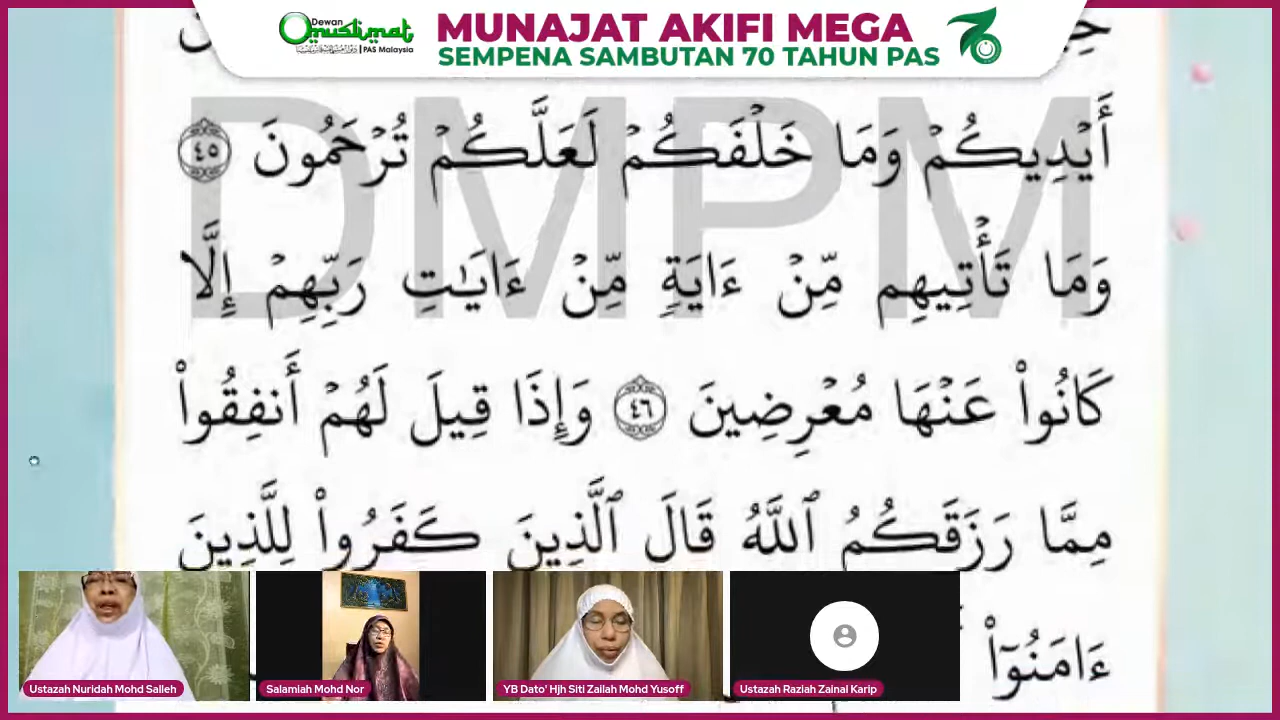 Dewan
muslimat
PAS Malaysia
MUNAJAT AKIFI MEGA
SEMPENA SAMBUTAN 70 TAHUN PAS
DMPM
أَيۡدِيكُمۡ وَمَا خَلۡفَكُمۡ لَعَلَّكُمۡ تُرۡحَمُونَ ٤٥
وَمَا تَأۡتِيهِم مِّنۡ ءَايَةٖ مِّنۡ ءَايَٰتِ رَبِّهِمۡ إِلَّا
كَانُواْ عَنۡهَا مُعۡرِضِينَ ٤٦ وَإِذَا قِيلَ لَهُمۡ أَنفِقُواْ
مِمَّا رَزَقَكُمُ ٱللَّهُ قَالَ ٱلَّذِينَ كَفَرُواْ لِلَّذِينَ
ءَامَنُوٓاْ
Ustazah Nuridah Mohd Salleh
Salamiah Mohd Nor
YB Dato' Hjh Siti Zailah Mohd Yusoff
Ustazah Raziah Zainal Karip